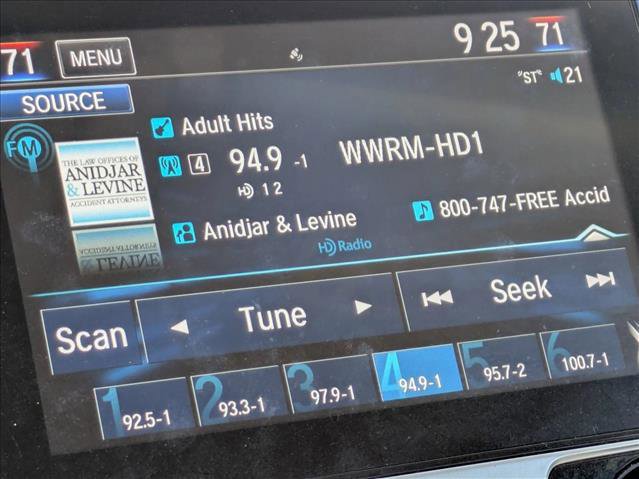 71 MENU 9 25 71
"ST" 21
SOURCE
FM
THE LAW OFFICES OF
ANIDJAR
& LEVINE
ACCIDENT ATTORNEYS
Adult Hits
4 94.9 -1 WWRM-HD1
HD 1 2
Anidjar & Levine 800-747-FREE Accid
HD Radio
Scan Tune Seek
1 92.5-1 2 93.3-1 3 97.9-1 4 94.9-1 5 95.7-2 6 100.7-1